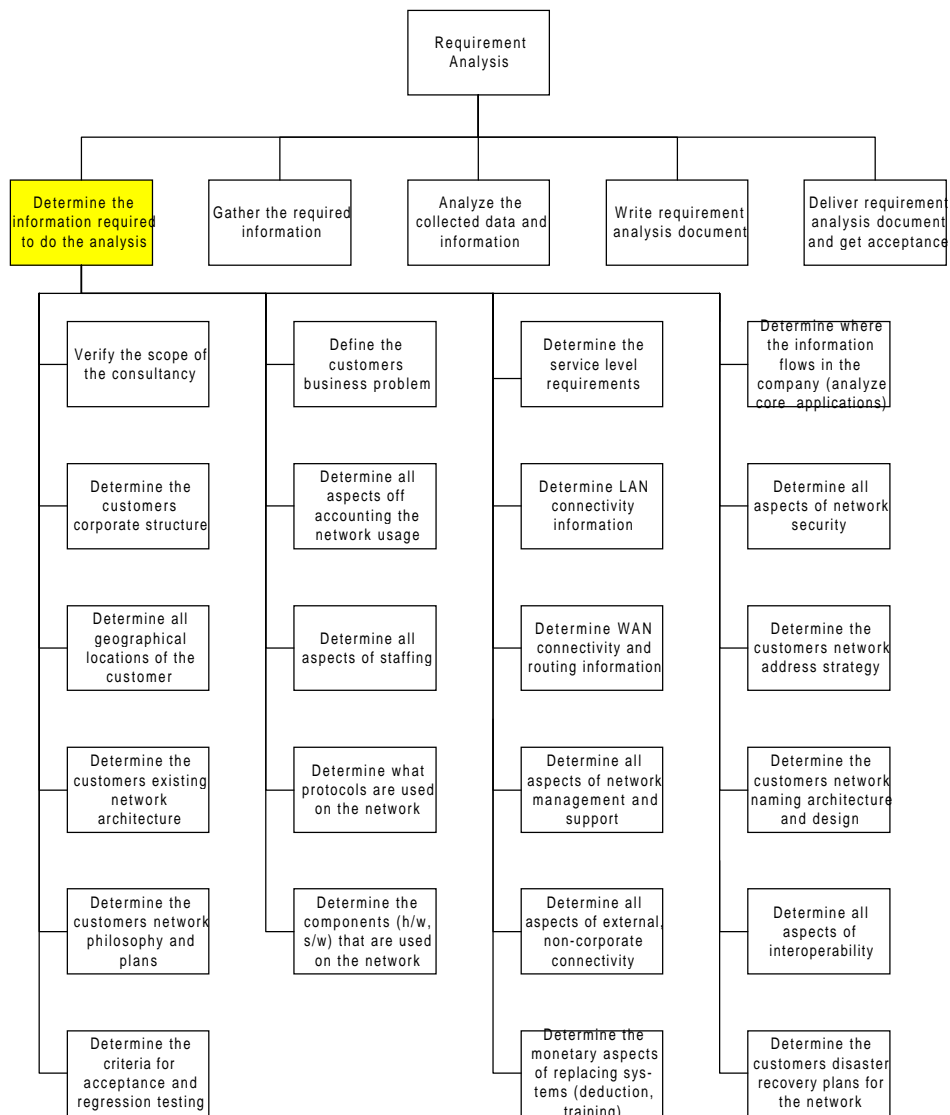 Requirement
Analysis
Determine the
information required
to do the analysis
Gather the required
information
Analyze the
collected data and
information
Write requirement
analysis document
Deliver requirement
analysis document
and get acceptance
Verify the scope of
the consultancy
Define the
customers
business problem
Determine the
service level
requirements
Determine where
the information
flows in the
company (analyze
core applications)
Determine the
customers
corporate structure
Determine all
aspects off
accounting the
network usage
Determine LAN
connectivity
information
Determine all
aspects of network
security
Determine all
geographical
locations of the
customer
Determine all
aspects of staffing
Determine WAN
connectivity and
routing information
Determine the
customers network
address strategy
Determine the
customers existing
network
architecture
Determine what
protocols are used
on the network
Determine all
aspects of network
management and
support
Determine the
customers network
naming architecture
and design
Determine the
customers network
philosophy and
plans
Determine the
components (h/w,
s/w) that are used
on the network
Determine all
aspects of external,
non-corporate
connectivity
Determine all
aspects of
interoperability
Determine the
criteria for
acceptance and
regression testing
Determine the
monetary aspects
of replacing sys-
tems (deduction,
training)
Determine the
customers disaster
recovery plans for
the network